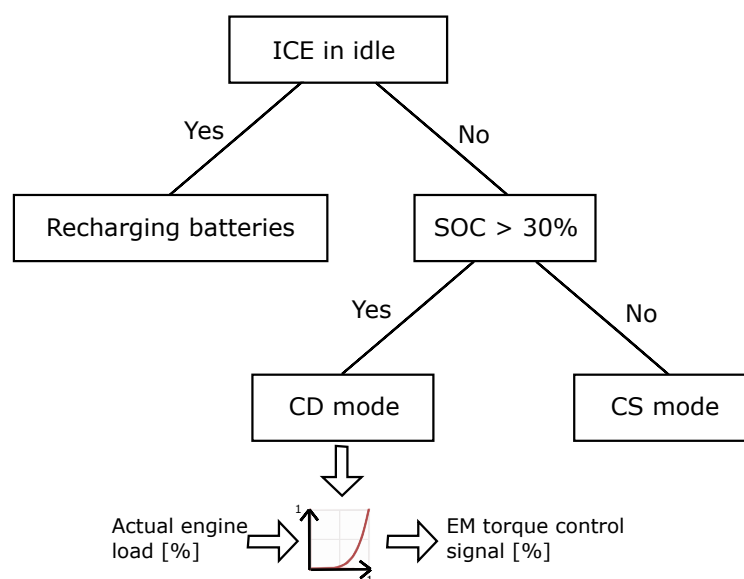 ICE in idle
Yes
No
Recharging batteries
SOC > 30%
Yes
No
CD mode
CS mode
1
Actual engine
load [%]
EM torque control
signal [%]
1